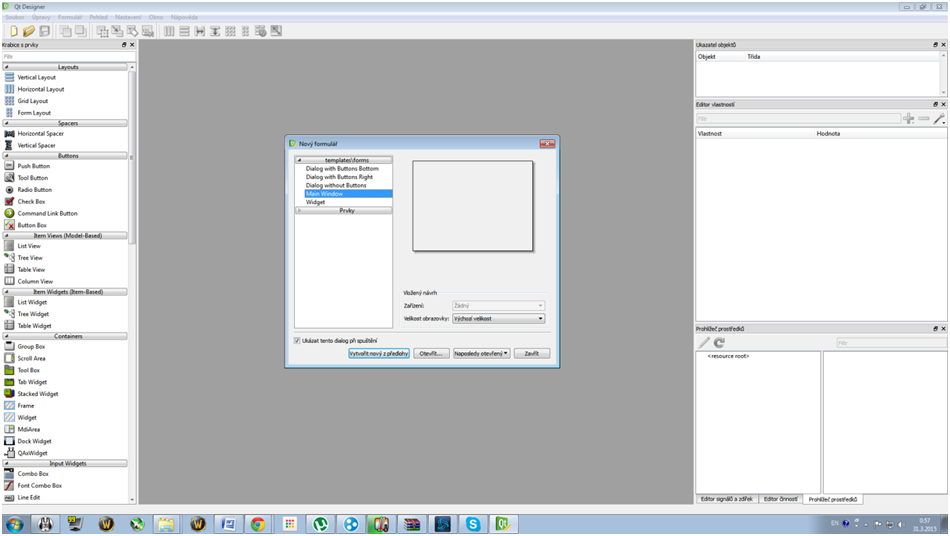 Qt Designer
Soubor Úpravy Formulář Pohled Nastavení Okno Nápověda
Krabice s prvky
Filtr
Layouts
Vertical Layout
Horizontal Layout
Grid Layout
Form Layout
Spacers
Horizontal Spacer
Vertical Spacer
Buttons
Push Button
Tool Button
Radio Button
Check Box
Command Link Button
Button Box
Item Views (Model-Based)
List View
Tree View
Table View
Column View
Item Widgets (Item-Based)
List Widget
Tree Widget
Table Widget
Containers
Group Box
Scroll Area
Tool Box
Tab Widget
Stacked Widget
Frame
Widget
MdiArea
Dock Widget
QAxWidget
Input Widgets
Combo Box
Font Combo Box
Line Edit
Nový formulář
templates\forms
Dialog with Buttons Bottom
Dialog with Buttons Right
Dialog without Buttons
Main Window
Widget
Prvky
Vložený návrh
Zařízení: Žádný
Velikost obrazovky: Výchozí velikost
Ukázat tento dialog při spuštění
Vytvořit nový z předlohy Otevřít... Naposledy otevřený Zavřít
Ukazatel objektů
Objekt Třída
Editor vlastností
Filtr
Vlastnost Hodnota
Prohlížeč prostředků
Filtr
<resource root>
Editor signálů a zdířek Editor činností Prohlížeč prostředků
EN 0:57
31.3.2015